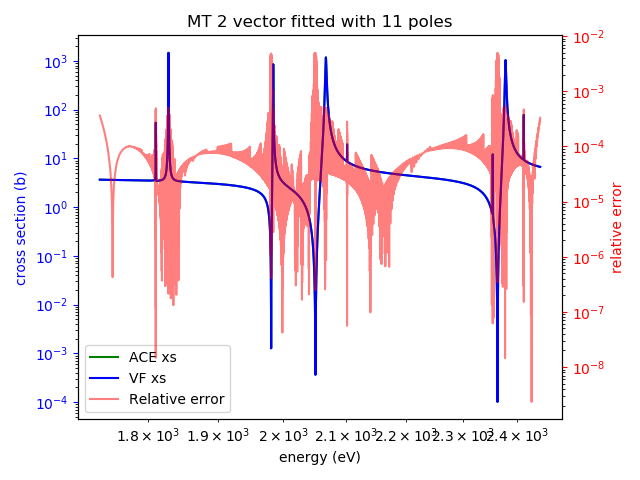 MT 2 vector fitted with 11 poles
cross section (b)
10³
10²
10¹
10⁰
10⁻¹
10⁻²
10⁻³
10⁻⁴
ACE xs
VF xs
Relative error
10⁻²
10⁻³
10⁻⁴
10⁻⁵
10⁻⁶
10⁻⁷
10⁻⁸
relative error
1.8 × 10³ 1.9 × 10³ 2 × 10³ 2.1 × 10³ 2.2 × 10³ 2.3 × 10³ 2.4 × 10³
energy (eV)